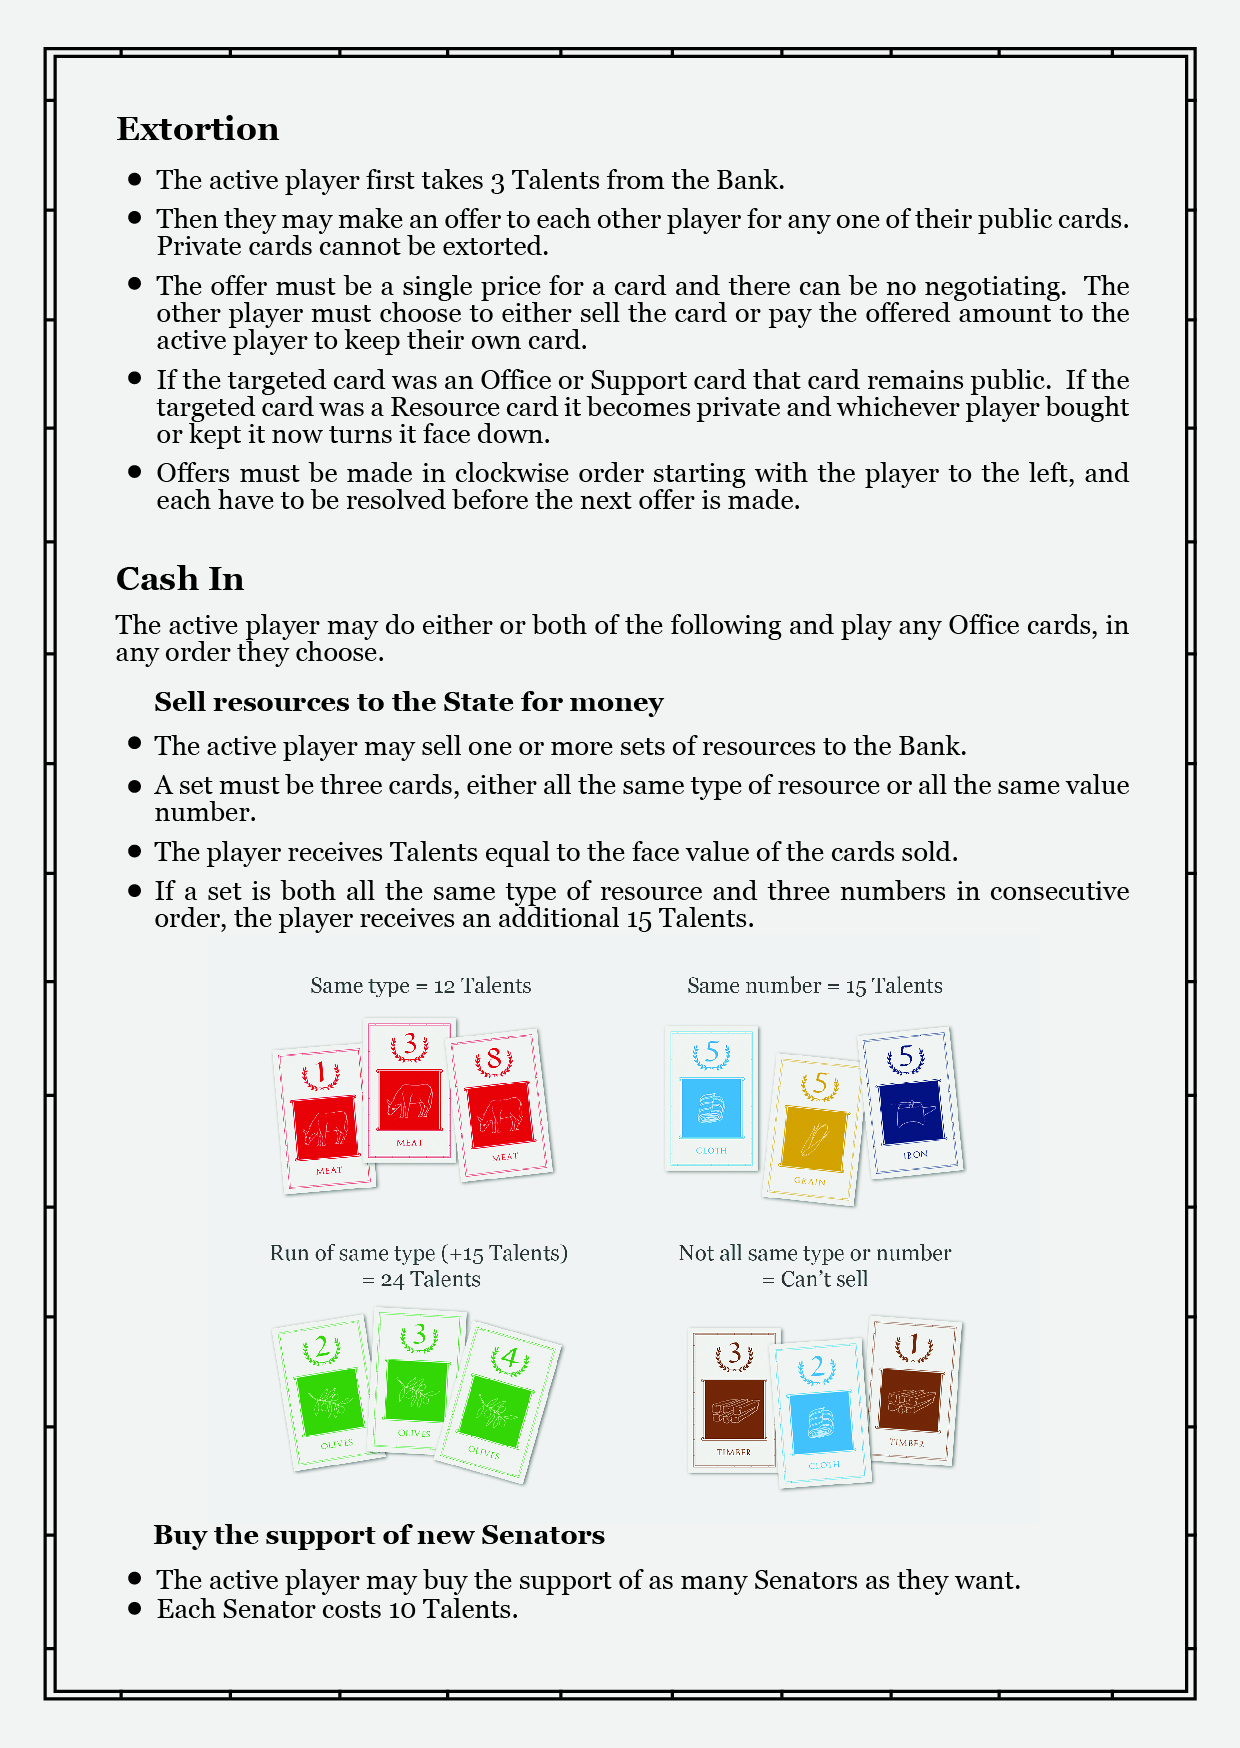 Extortion
The active player first takes 3 Talents from the Bank.
Then they may make an offer to each other player for any one of their public cards.
Private cards cannot be extorted.
The offer must be a single price for a card and there can be no negotiating.  The
other player must choose to either sell the card or pay the offered amount to the
active player to keep their own card.
If the targeted card was an Office or Support card that card remains public.  If the
targeted card was a Resource card it becomes private and whichever player bought
or kept it now turns it face down.
Offers must be made in clockwise order starting with the player to the left, and
each have to be resolved before the next offer is made.
Cash In
The active player may do either or both of the following and play any Office cards, in
any order they choose.
Sell resources to the State for money
The active player may sell one or more sets of resources to the Bank.
A set must be three cards, either all the same type of resource or all the same value
number.
The player receives Talents equal to the face value of the cards sold.
If a set is both all the same type of resource and three numbers in consecutive
order, the player receives an additional 15 Talents.
Same type = 12 Talents
1
MEAT
3
MEAT
8
MEAT
Same number = 15 Talents
5
CLOTH
5
GRAIN
5
IRON
Run of same type (+15 Talents)
= 24 Talents
2
OLIVES
3
OLIVES
4
OLIVES
Not all same type or number
= Can't sell
3
TIMBER
2
CLOTH
1
TIMBER
Buy the support of new Senators
The active player may buy the support of as many Senators as they want.
Each Senator costs 10 Talents.